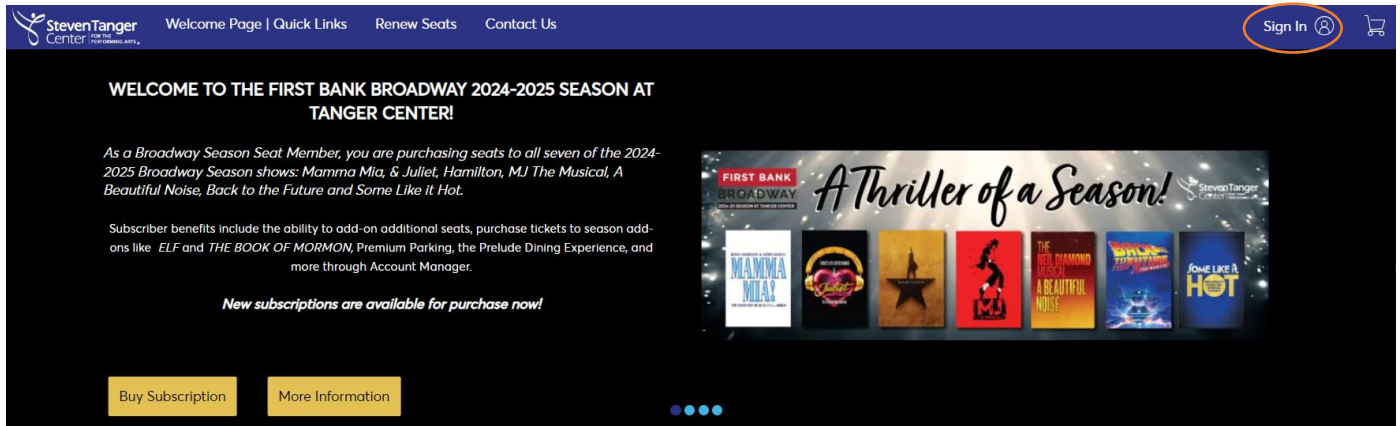 StevenTanger
Center FOR THE PERFORMING ARTS
Welcome Page | Quick Links
Renew Seats
Contact Us
Sign In
WELCOME TO THE FIRST BANK BROADWAY 2024-2025 SEASON AT
TANGER CENTER!
As a Broadway Season Seat Member, you are purchasing seats to all seven of the 2024-
2025 Broadway Season shows: Mamma Mia, & Juliet, Hamilton, MJ The Musical, A
Beautiful Noise, Back to the Future and Some Like it Hot.
Subscriber benefits include the ability to add-on additional seats, purchase tickets to season add-
ons like ELF and THE BOOK OF MORMON, Premium Parking, the Prelude Dining Experience, and
more through Account Manager.
New subscriptions are available for purchase now!
Buy Subscription
More Information
FIRST BANK
BROADWAY
2024-25 SEASON AT TANGER CENTER
A Thriller of a Season!
StevenTanger
Center
MAMMA
MIA!
& Juliet
HAMILTON
MJ
THE
NEIL DIAMOND
MUSICAL
A BEAUTIFUL
NOISE
BACK
TO THE FUTURE
SOME LIKE IT
HOT